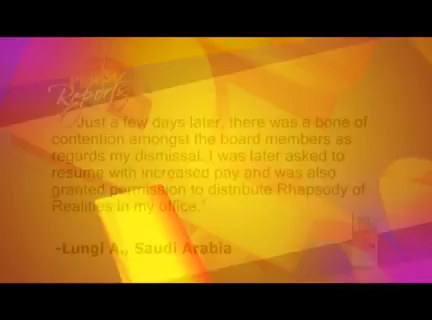 Reports
"Just a few days later, there was a bone of
contention amongst the board members as
regards my dismissal. I was later asked to
resume with increased pay and was also
granted permission to distribute Rhapsody of
Realities in my office."
-Lungi A., Saudi Arabia